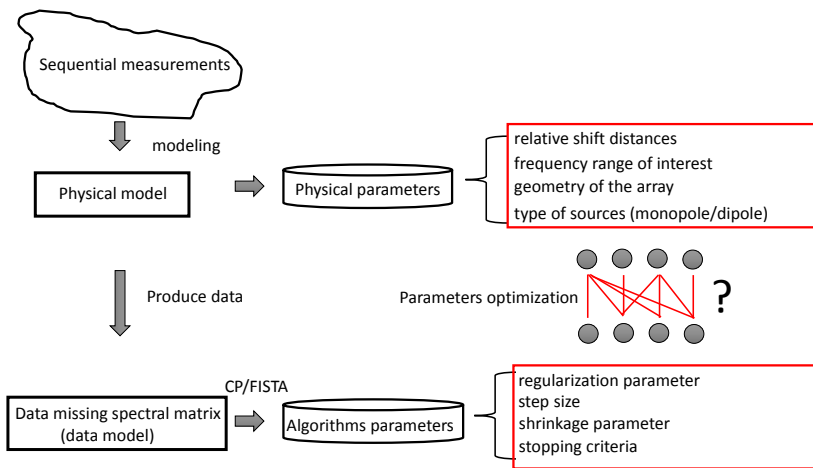 Sequential measurements
modeling
Physical model
Physical parameters
relative shift distances
frequency range of interest
geometry of the array
type of sources (monopole/dipole)
Produce data
Parameters optimization
?
CP/FISTA
Data missing spectral matrix
(data model)
Algorithms parameters
regularization parameter
step size
shrinkage parameter
stopping criteria